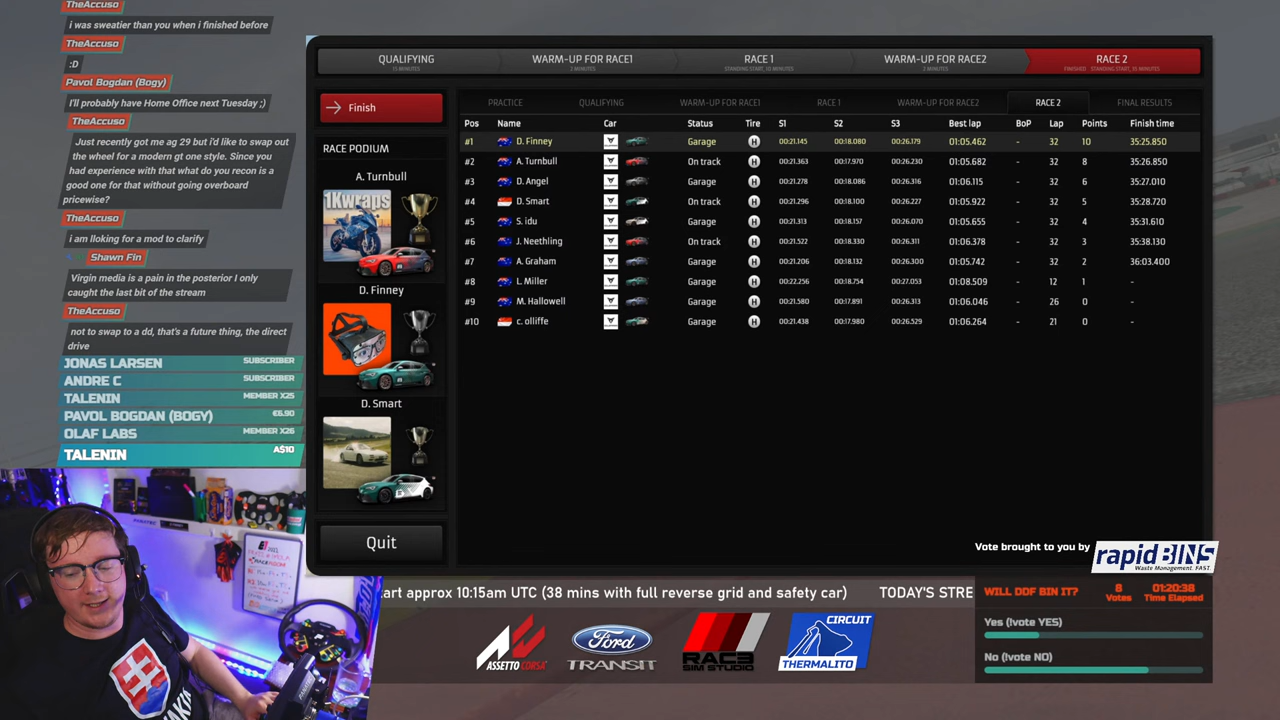 TheAccuso
i was sweatier than you when i finished before
TheAccuso
:D
Pavol Bogdan (Bogy)
I'll probably have Home Office next Tuesday ;)
TheAccuso
Just recently got me ag 29 but i'd like to swap out
the wheel for a modern gt one style. Since you
had experience with that what do you recon is a
good one for that without going overboard
pricewise?
TheAccuso
i am lloking for a mod to clarify
Shawn Fin
Virgin media is a pain in the posterior I only
caught the last bit of the stream
TheAccuso
not to swap to a dd, that's a future thing, the direct
drive
JONAS LARSEN SUBSCRIBER
ANDRE C SUBSCRIBER
TALENIN MEMBER X25
PAVOL BOGDAN (BOGY) €6.90
OLAF LABS MEMBER X26
TALENIN A$10
QUALIFYING WARM-UP FOR RACE1 RACE 1 WARM-UP FOR RACE2 RACE 2
15 MINUTES 3 MINUTES STANDING START, 10 MINUTES 3 MINUTES FINISHED STANDING START, 35 MINUTES
Finish
PRACTICE QUALIFYING WARM-UP FOR RACE1 RACE 1 WARM-UP FOR RACE2 RACE 2 FINAL RESULTS
Pos Name Car Status Tire S1 S2 S3 Best lap BoP Lap Points Finish time
#1 D. Finney Garage H 00:21.145 00:18.080 00:26.179 01:05.462 - 32 10 35:25.850
#2 A. Turnbull On track H 00:21.363 00:17.970 00:26.230 01:05.682 - 32 8 35:26.850
#3 D. Angel Garage H 00:21.278 00:18.086 00:26.316 01:06.115 - 32 6 35:27.010
#4 D. Smart On track H 00:21.296 00:18.100 00:26.227 01:05.922 - 32 5 35:28.720
#5 S. idu Garage H 00:21.313 00:18.157 00:26.070 01:05.655 - 32 4 35:31.610
#6 J. Neethling On track H 00:21.522 00:18.330 00:26.311 01:06.378 - 32 3 35:38.130
#7 A. Graham Garage H 00:21.206 00:18.132 00:26.300 01:05.742 - 32 2 36:03.400
#8 L. Miller Garage H 00:22.256 00:18.754 00:27.053 01:08.509 - 12 1 -
#9 M. Hallowell Garage H 00:21.580 00:17.891 00:26.313 01:06.046 - 26 0 -
#10 c. olliffe Garage H 00:21.438 00:17.980 00:26.529 01:06.264 - 21 0 -
RACE PODIUM
A. Turnbull
1Kwraps
D. Finney
D. Smart
Quit
Vote brought to you by
rapidBINS
Waste Management. FAST.
art approx 10:15am UTC (38 mins with full reverse grid and safety car) TODAY'S STRE
ASSETTO CORSA
Ford
TRANSIT
RAC3
SIM STUDIO
CIRCUIT
THERMALITO
WILL DDF BIN IT? 8 Votes 01:20:38 Time Elapsed
Yes (!vote YES)
No (!vote NO)